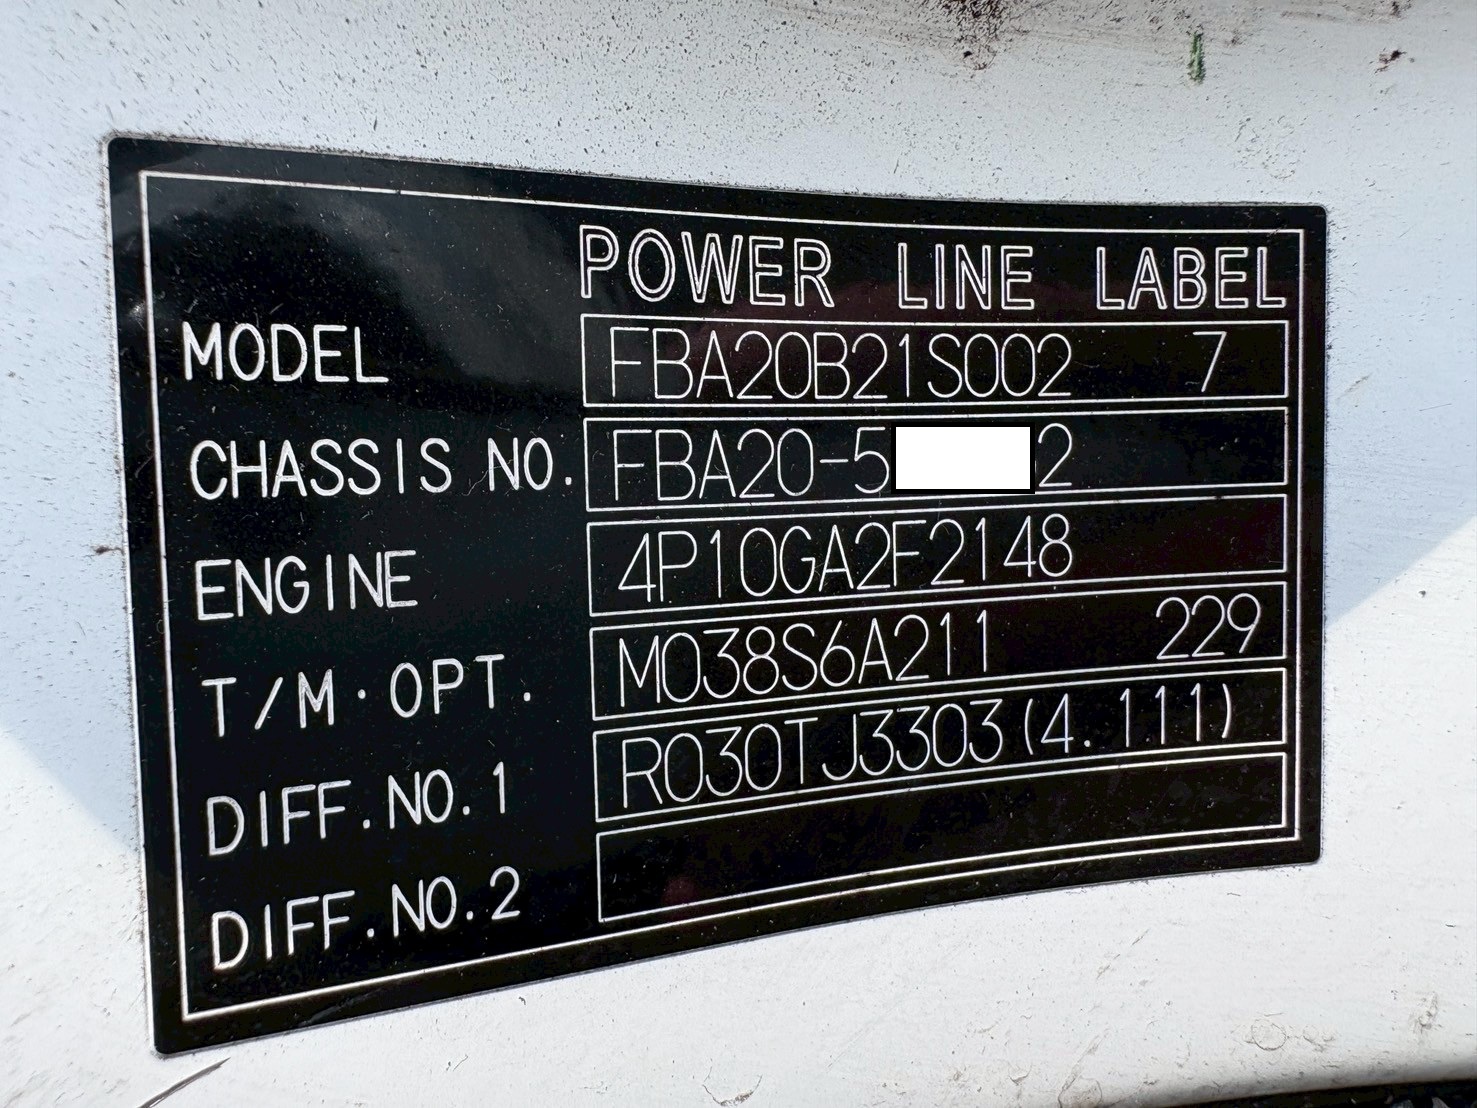 POWER LINE LABEL
MODEL FBA20B21S002 7
CHASSIS NO. FBA20-5 2
ENGINE 4P10GA2F2148
T/M·OPT. M038S6A211 229
DIFF.NO.1 R030TJ3303(4.111)
DIFF.NO.2